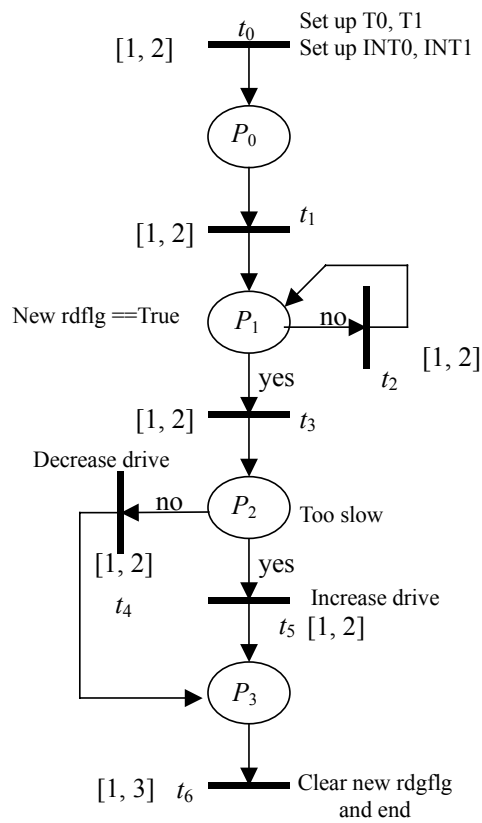 t0
Set up T0, T1
[1, 2]
Set up INT0, INT1
P0
t1
[1, 2]
New rdflg ==True
P1
no
[1, 2]
t2
yes
[1, 2]
t3
Decrease drive
no
P2
Too slow
[1, 2]
yes
t4
Increase drive
t5 [1, 2]
P3
[1, 3] t6
Clear new rdgflg
and end